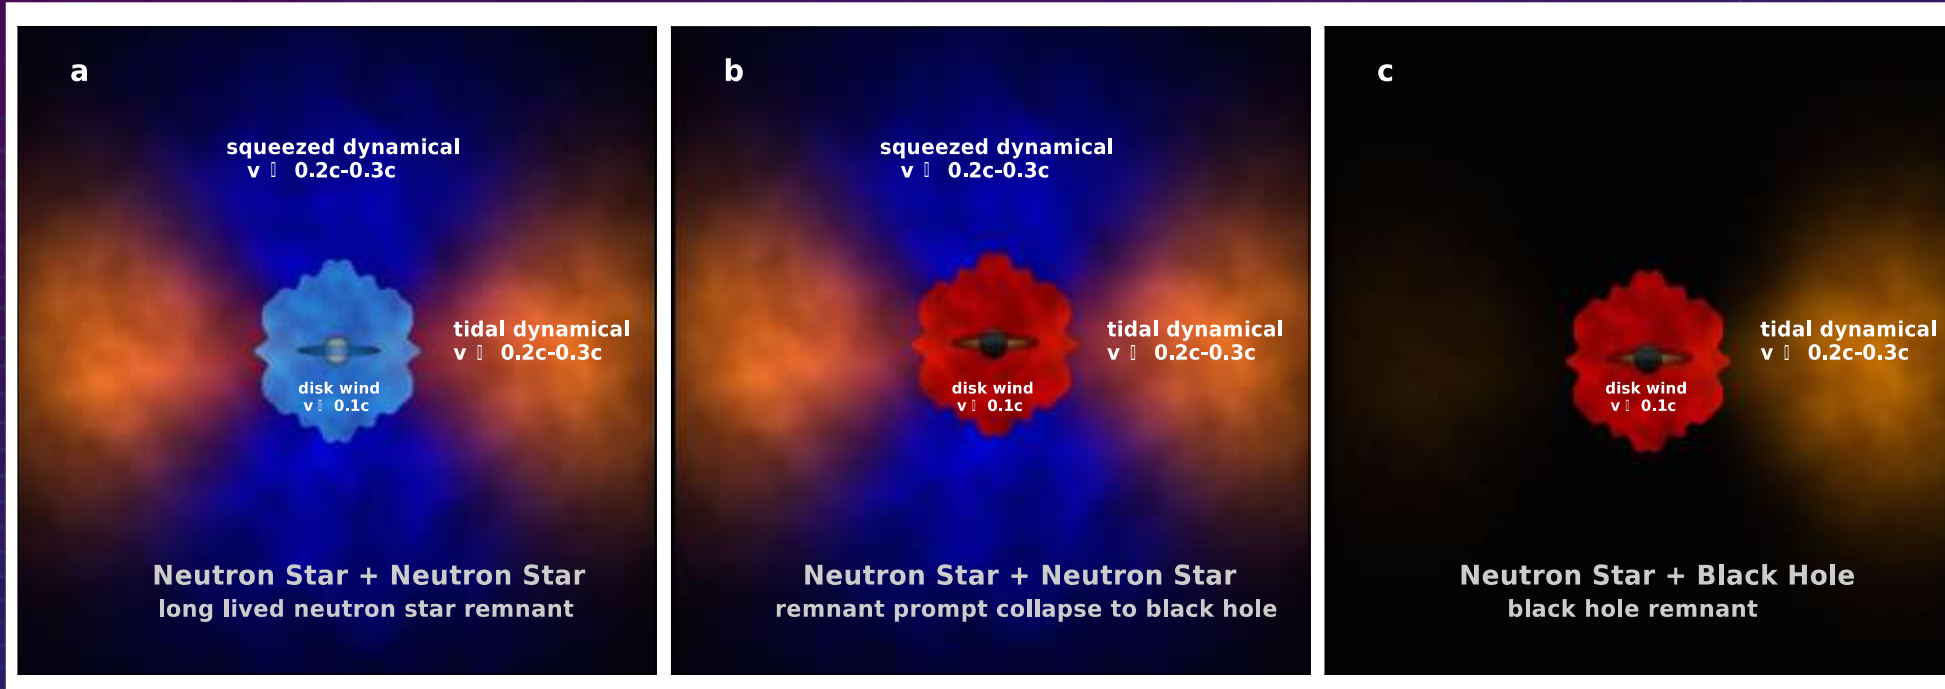 a
squeezed dynamical
v ▯ 0.2c-0.3c
tidal dynamical
v ▯ 0.2c-0.3c
disk wind
v ▯ 0.1c
Neutron Star + Neutron Star
long lived neutron star remnant
b
squeezed dynamical
v ▯ 0.2c-0.3c
tidal dynamical
v ▯ 0.2c-0.3c
disk wind
v ▯ 0.1c
Neutron Star + Neutron Star
remnant prompt collapse to black hole
c
tidal dynamical
v ▯ 0.2c-0.3c
disk wind
v ▯ 0.1c
Neutron Star + Black Hole
black hole remnant